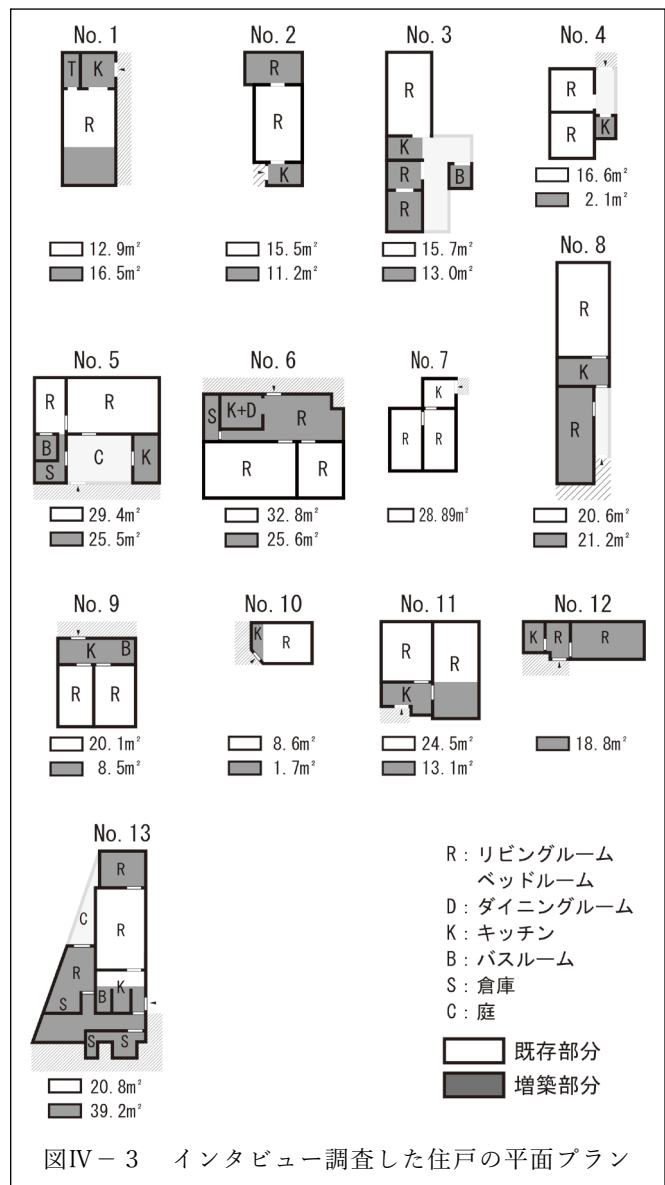 No. 1
T K
R
12.9m²
16.5m²
No. 2
R
R
K
15.5m²
11.2m²
No. 3
R
K
R
B
R
15.7m²
13.0m²
No. 4
R
R
K
16.6m²
2.1m²
No. 5
R R
B
S
C
K
29.4m²
25.5m²
No. 6
S
K+D
R
R R
32.8m²
25.6m²
No. 7
K
R R
28.89m²
No. 8
R
K
R
20.6m²
21.2m²
No. 9
K B
R R
20.1m²
8.5m²
No. 10
K R
8.6m²
1.7m²
No. 11
R R
K
24.5m²
13.1m²
No. 12
K R R
18.8m²
No. 13
R
C
R
R
K
S
B
S S
20.8m²
39.2m²
R : リビングルーム
ベッドルーム
D : ダイニングルーム
K : キッチン
B : バスルーム
S : 倉庫
C : 庭
既存部分
増築部分
図Ⅳ－3 インタビュー調査した住戸の平面プラン